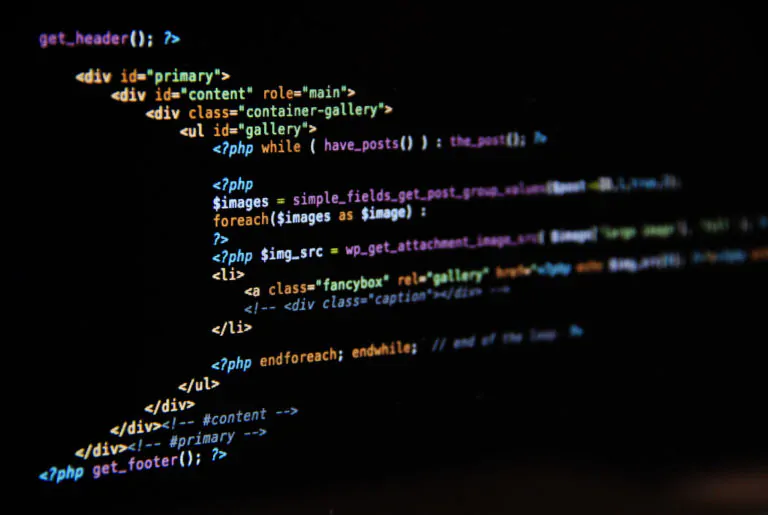 get_header(); ?>
<div id="primary">
<div id="content" role="main">
<div class="container-gallery">
<ul id="gallery">
<?php while ( have_posts() ) : the_post(); ?>
<?php
$images = simple_fields_get_post_group_values($post->ID,
foreach($images as $image) :
?>
<?php $img_src = wp_get_attachment_image_src( $image['large image'], 'full' );
<li>
<a class="fancybox" rel="gallery" href="<?php echo $img_src[0];
<!-- <div class="caption"></div> -->
</li>
<?php endforeach; endwhile; // end of the loop. ?>
</ul>
</div>
</div><!-- #content -->
</div><!-- #primary -->
<?php get_footer(); ?>